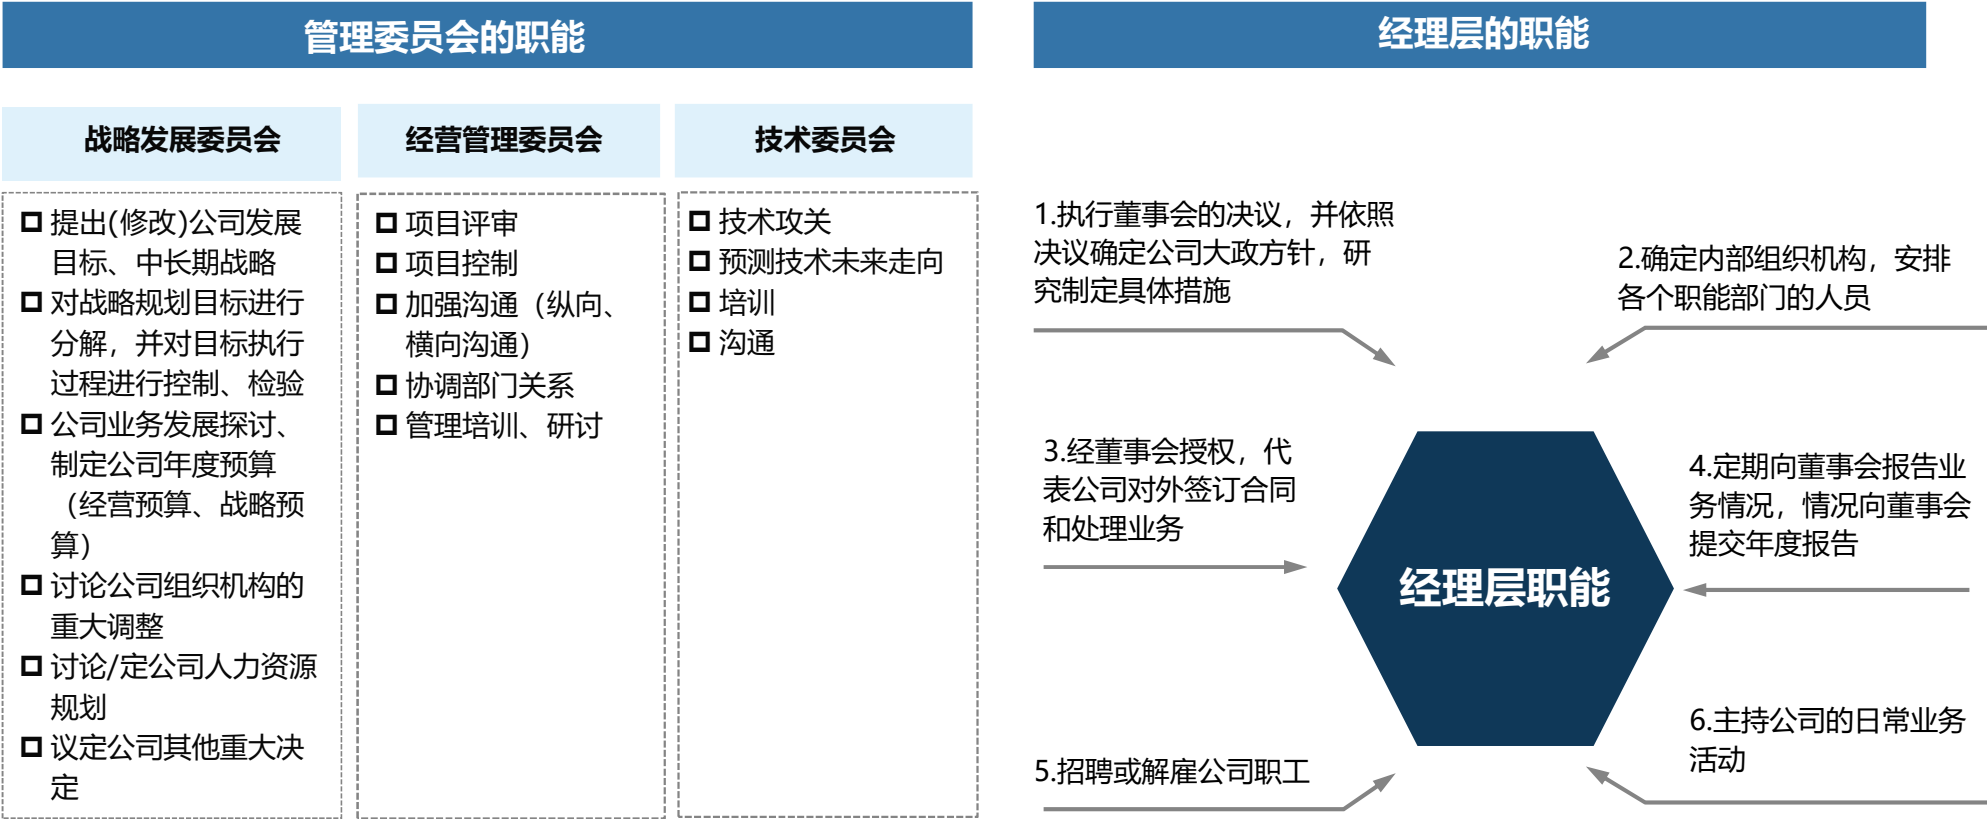 管理委员会的职能
战略发展委员会
提出(修改)公司发展
目标、中长期战略
对战略规划目标进行
分解，并对目标执行
过程进行控制、检验
公司业务发展探讨、
制定公司年度预算
（经营预算、战略预
算）
讨论公司组织机构的
重大调整
讨论/定公司人力资源
规划
议定公司其他重大决
定
经营管理委员会
项目评审
项目控制
加强沟通（纵向、
横向沟通）
协调部门关系
管理培训、研讨
技术委员会
技术攻关
预测技术未来走向
培训
沟通
经理层的职能
1.执行董事会的决议，并依照
决议确定公司大政方针，研
究制定具体措施
2.确定内部组织机构，安排
各个职能部门的人员
3.经董事会授权，代
表公司对外签订合同
和处理业务
4.定期向董事会报告业
务情况，情况向董事会
提交年度报告
经理层职能
5.招聘或解雇公司职工
6.主持公司的日常业务
活动